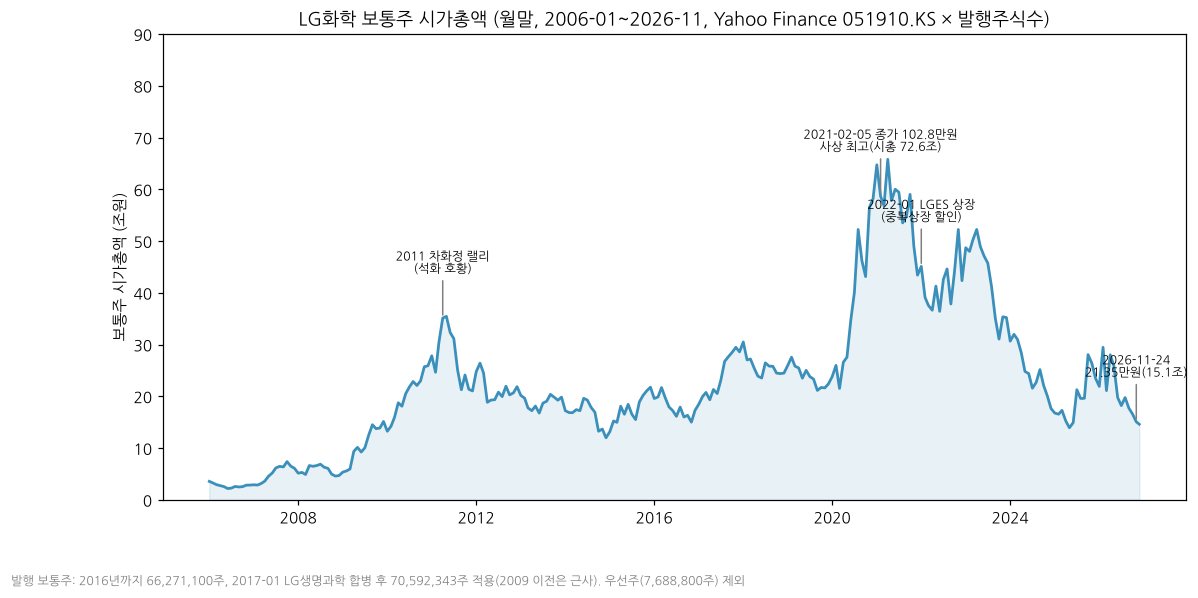 LG화학 보통주 시가총액 (월말, 2006-01~2026-11, Yahoo Finance 051910.KS × 발행주식수)
보통주 시가총액 (조원)
90
80
70
60
50
40
30
20
10
0
2021-02-05 종가 102.8만원
사상 최고(시총 72.6조)
2022-01 LGES 상장
(중복상장 할인)
2011 차화정 랠리
(석화 호황)
2026-11-24
21.35만원(15.1조)
2008
2012
2016
2020
2024
발행 보통주: 2016년까지 66,271,100주, 2017-01 LG생명과학 합병 후 70,592,343주 적용(2009 이전은 근사). 우선주(7,688,800주) 제외